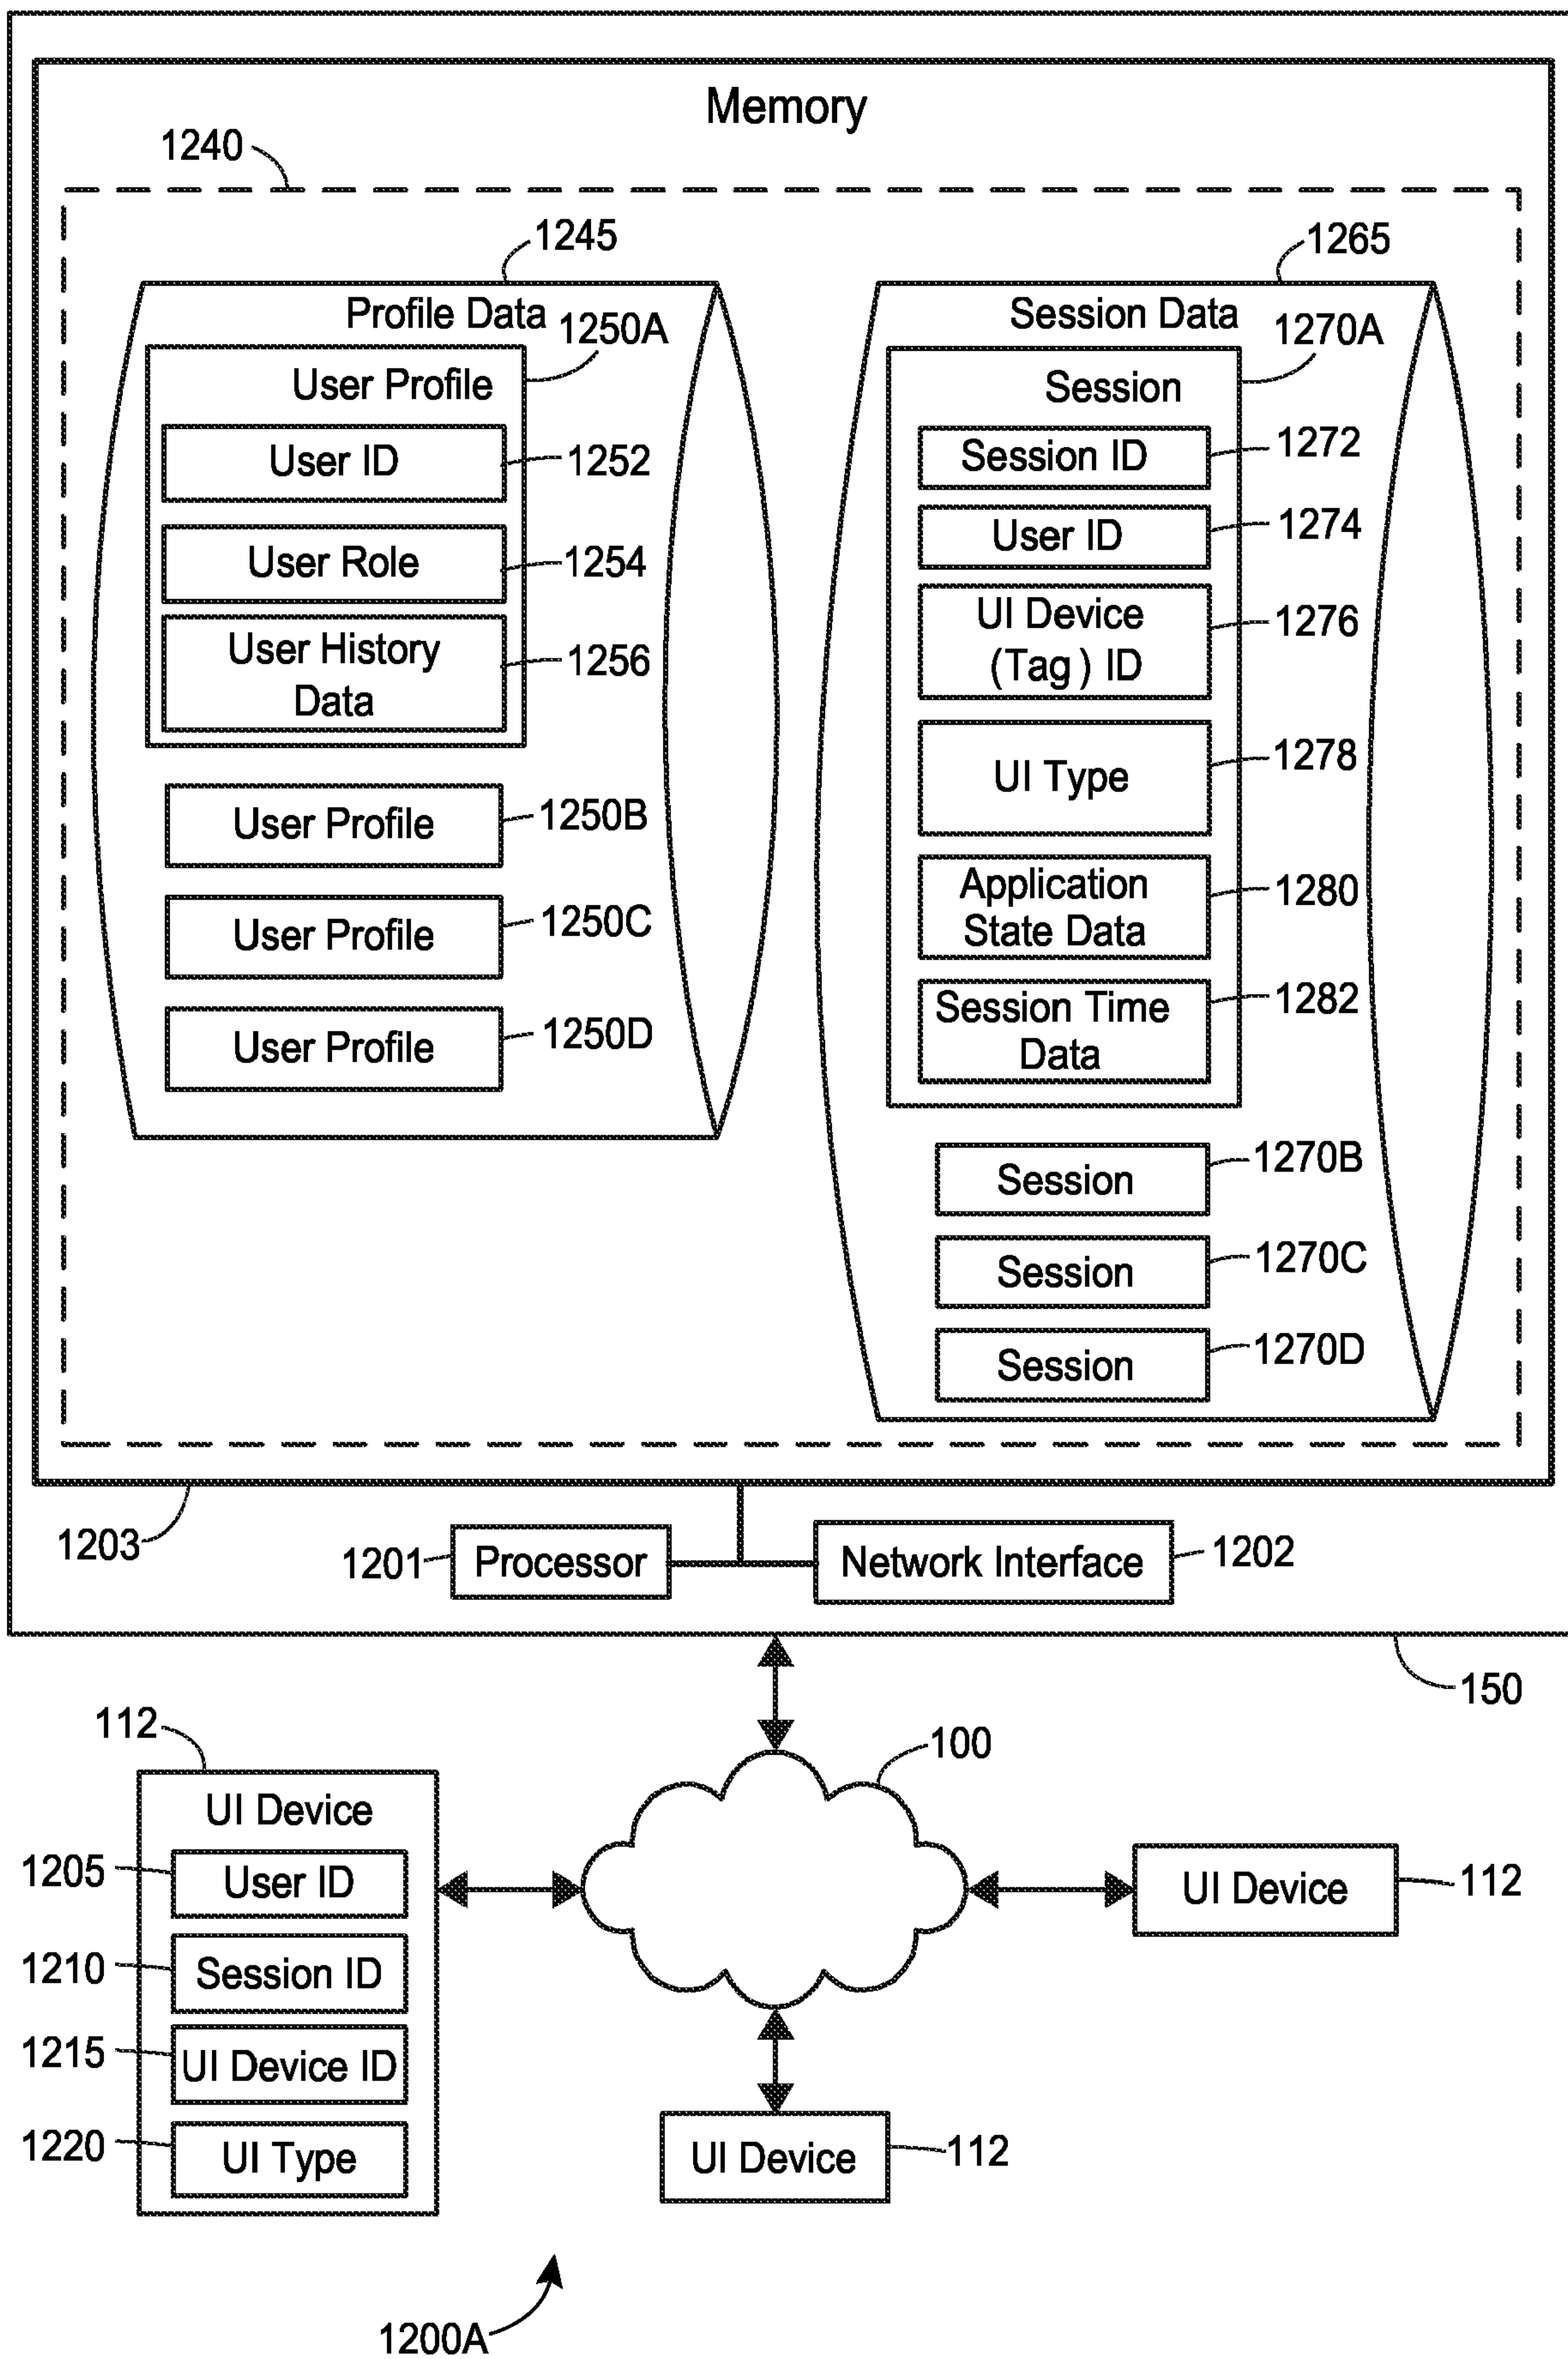 Memory
1240
1245
1265
Profile Data
1250A
Session Data
1270A
User Profile
Session
User ID
1252
Session ID
1272
User Role
1254
User ID
1274
User History
Data
1256
UI Device
(Tag) ID
1276
UI Type
1278
User Profile
1250B
Application
State Data
1280
User Profile
1250C
Session Time
Data
1282
User Profile
1250D
Session
1270B
Session
1270C
Session
1270D
1203
1201
Processor
Network Interface
1202
150
112
100
UI Device
1205
User ID
1210
Session ID
1215
UI Device ID
1220
UI Type
UI Device
112
UI Device
112
1200A